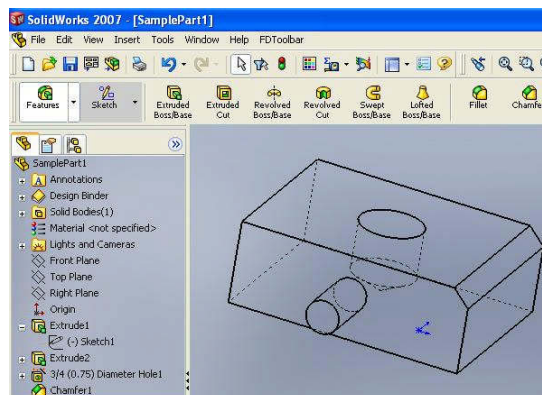 SolidWorks 2007 - [SamplePart1]
File Edit View Insert Tools Window Help FDToolbar
Features Sketch Extruded Boss/Base Extruded Cut Revolved Boss/Base Revolved Cut Swept Boss/Base Lofted Boss/Base Fillet Chamfe
SamplePart1
Annotations
Design Binder
Solid Bodies(1)
Material <not specified>
Lights and Cameras
Front Plane
Top Plane
Right Plane
Origin
Extrude1
(-) Sketch1
Extrude2
3/4 (0.75) Diameter Hole1
Chamfer1